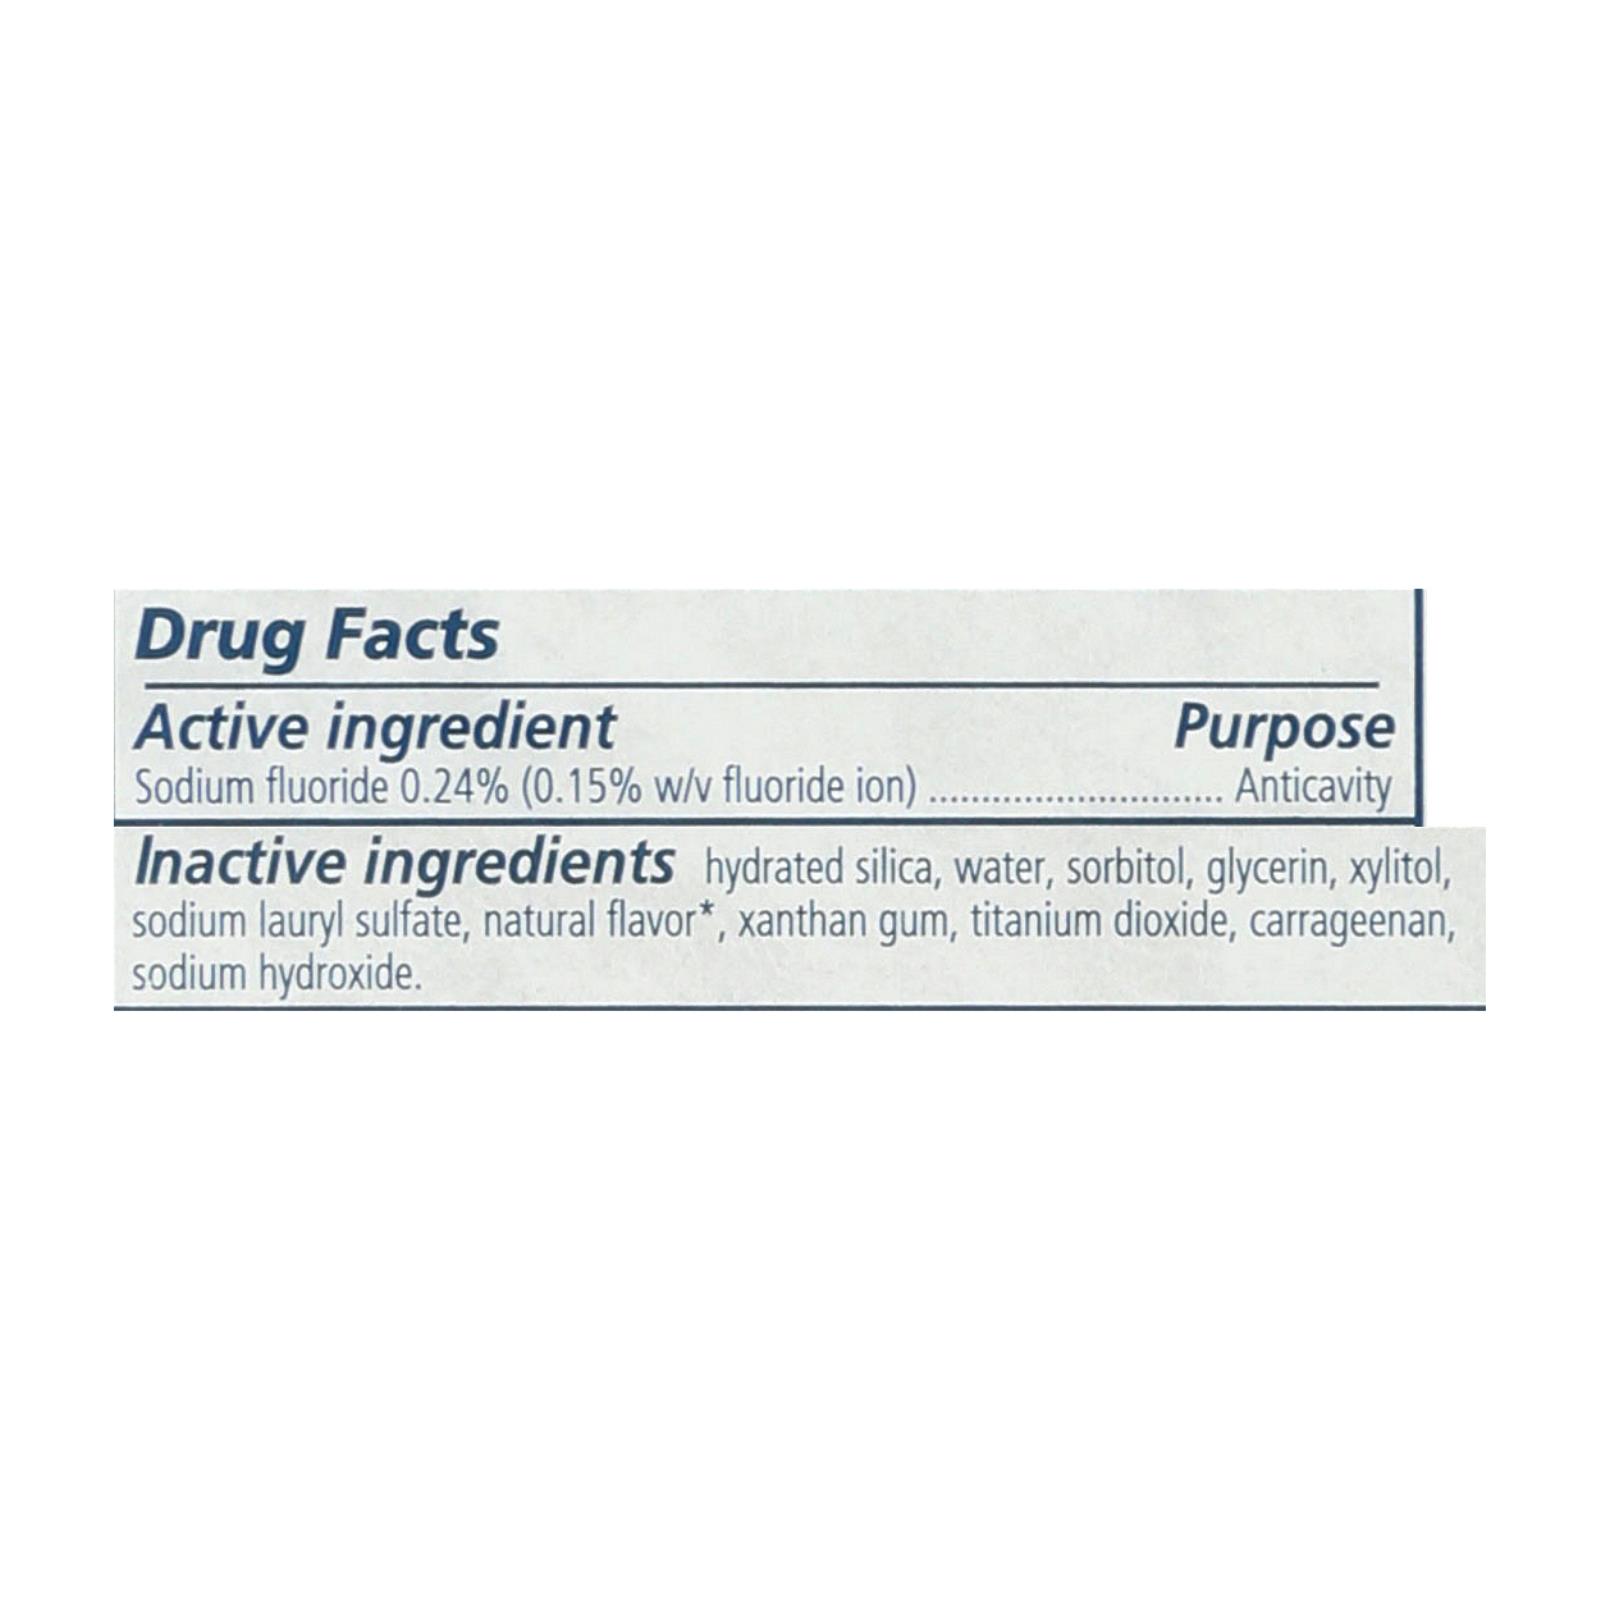 Drug Facts
Active ingredient Purpose
Sodium fluoride 0.24% (0.15% w/v fluoride ion) ............................ Anticavity
Inactive ingredients hydrated silica, water, sorbitol, glycerin, xylitol,
sodium lauryl sulfate, natural flavor*, xanthan gum, titanium dioxide, carrageenan,
sodium hydroxide.